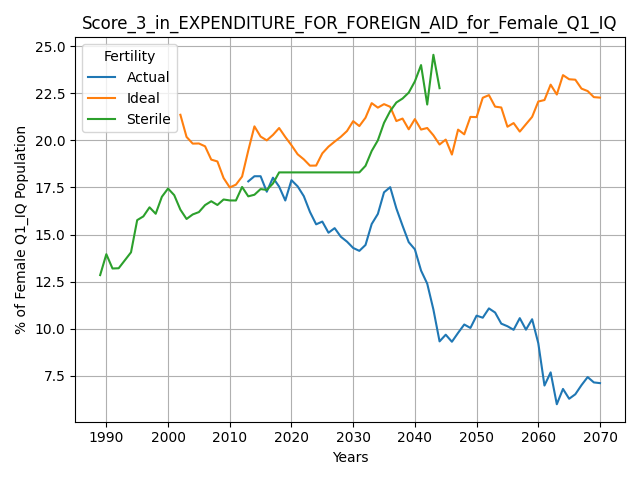 Score_3_in_EXPENDITURE_FOR_FOREIGN_AID_for_Female_Q1_IQ
% of Female Q1_IQ Population
25.0
22.5
20.0
17.5
15.0
12.5
10.0
7.5
Fertility
Actual
Ideal
Sterile
1990 2000 2010 2020 2030 2040 2050 2060 2070
Years